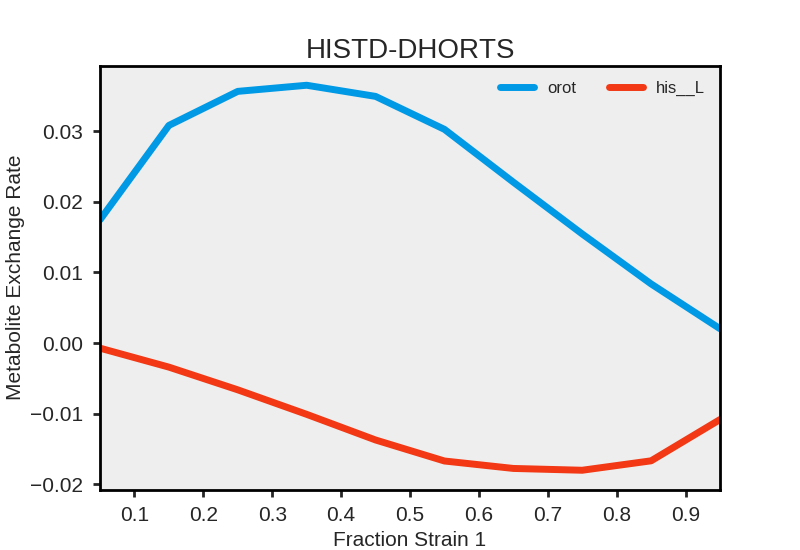 HISTD-DHORTS
orot
his__L
Metabolite Exchange Rate
0.03
0.02
0.01
0.00
−0.01
−0.02
0.1 0.2 0.3 0.4 0.5 0.6 0.7 0.8 0.9
Fraction Strain 1